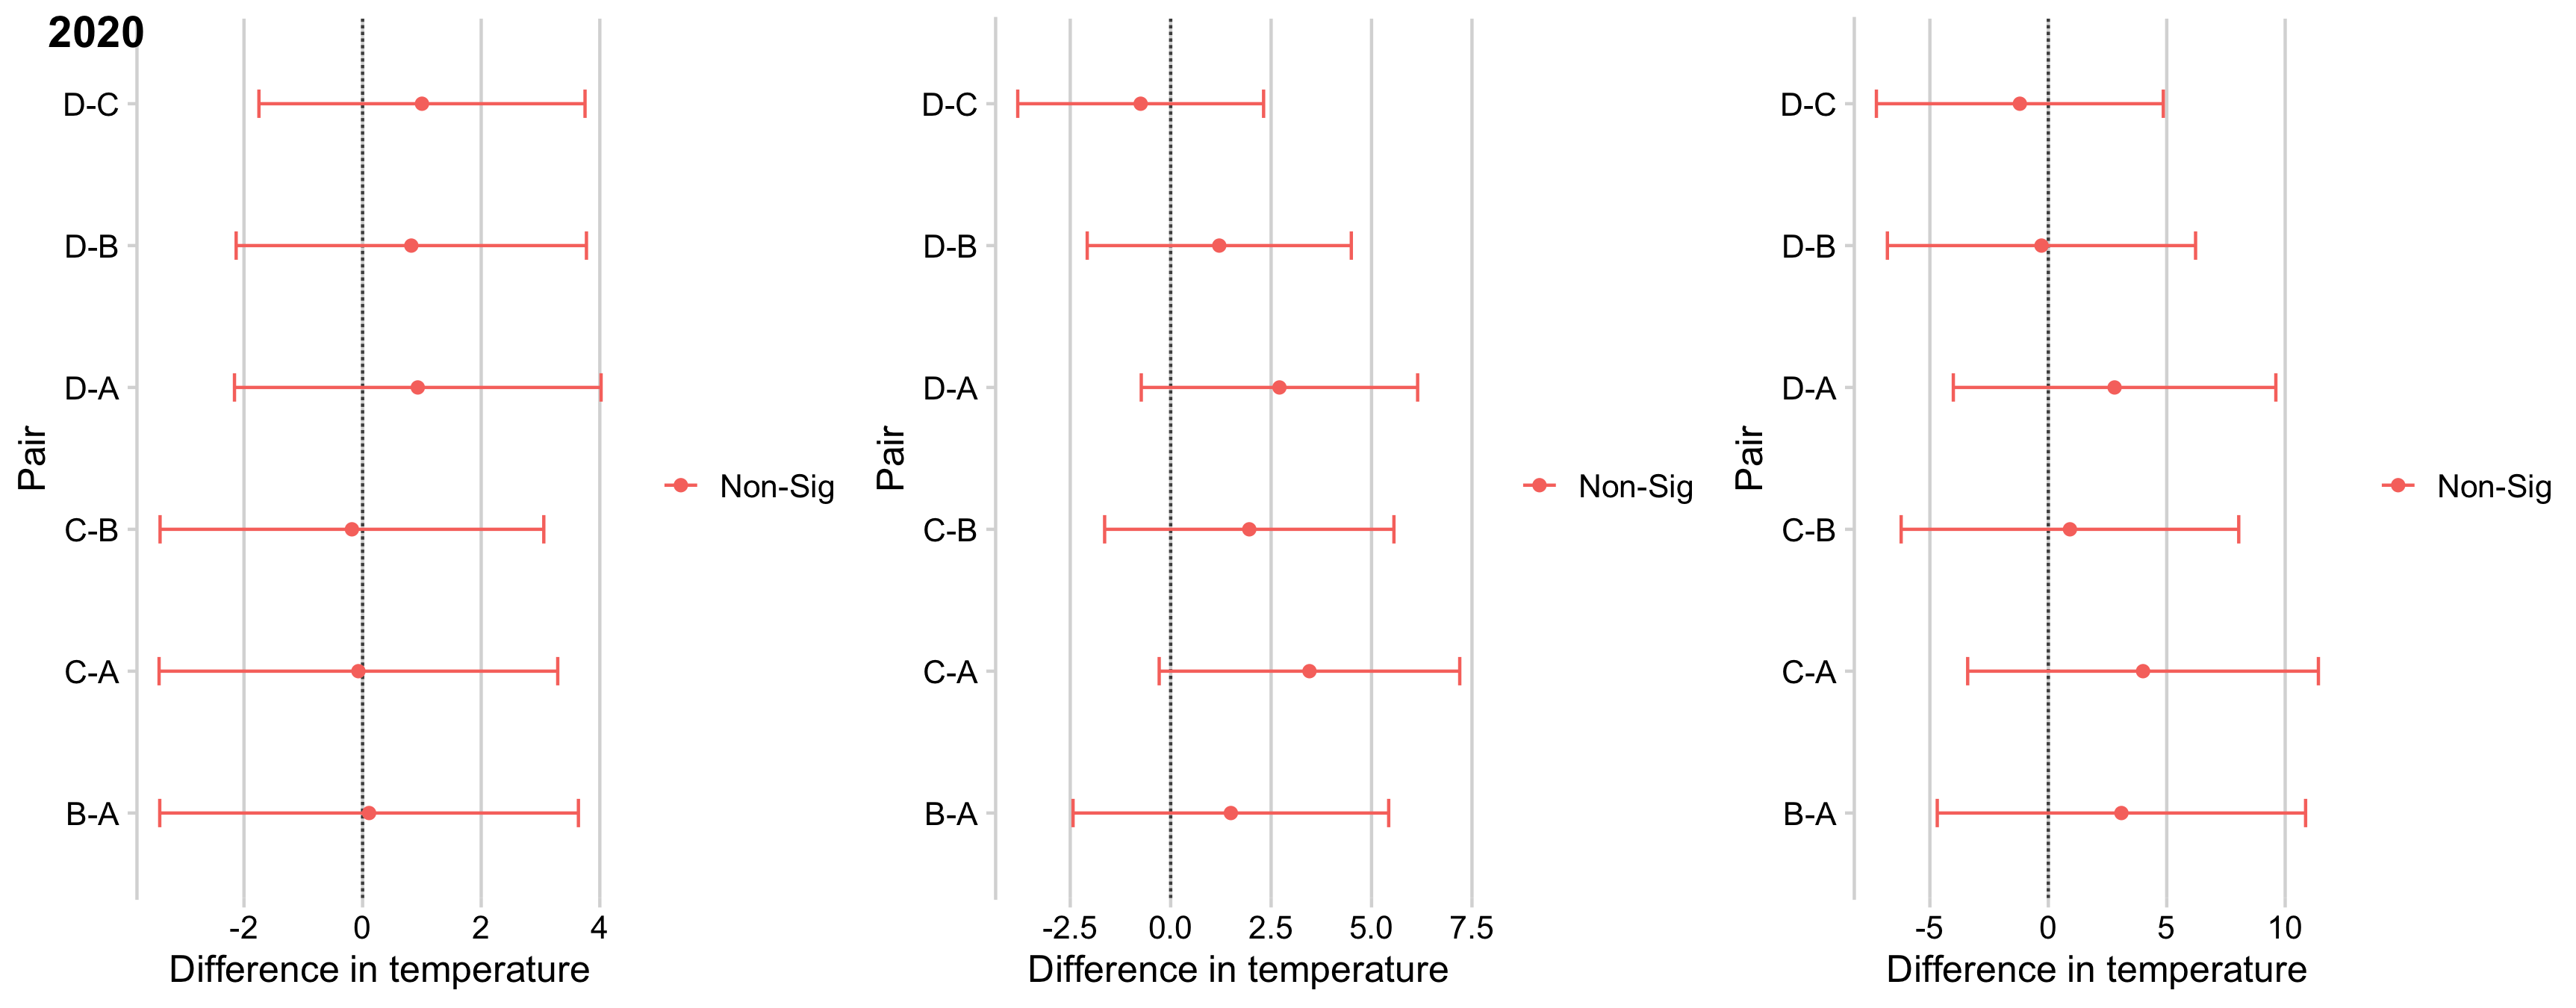 2020
Pair
D-C
D-B
D-A
C-B
C-A
B-A
-2 0 2 4
Difference in temperature
Non-Sig
Pair
D-C
D-B
D-A
C-B
C-A
B-A
-2.5 0.0 2.5 5.0 7.5
Difference in temperature
Non-Sig
Pair
D-C
D-B
D-A
C-B
C-A
B-A
-5 0 5 10
Difference in temperature
Non-Sig